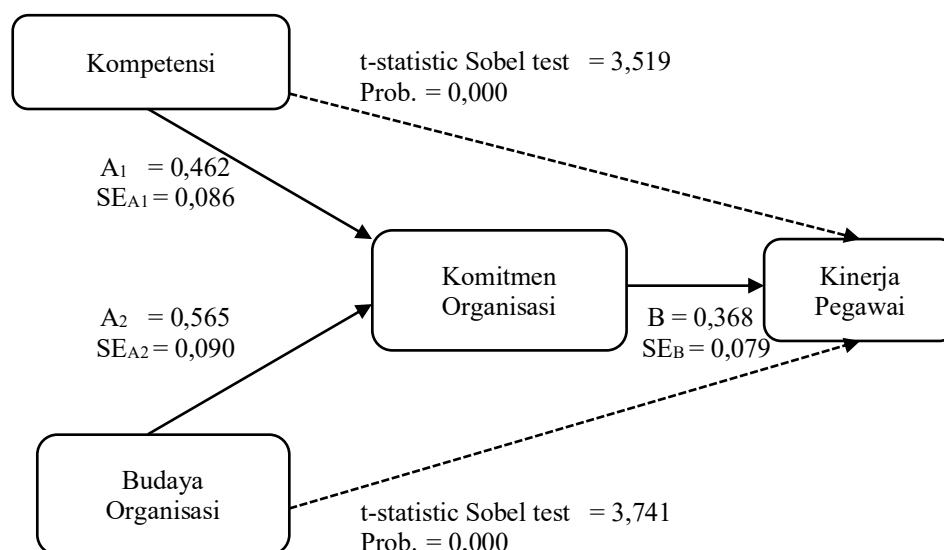 Kompetensi
t-statistic Sobel test = 3,519
Prob. = 0,000
A1 = 0,462
SEA1 = 0,086
Komitmen
Organisasi
Kinerja
Pegawai
A2 = 0,565
SEA2 = 0,090
B = 0,368
SEB = 0,079
Budaya
Organisasi
t-statistic Sobel test = 3,741
Prob. = 0,000